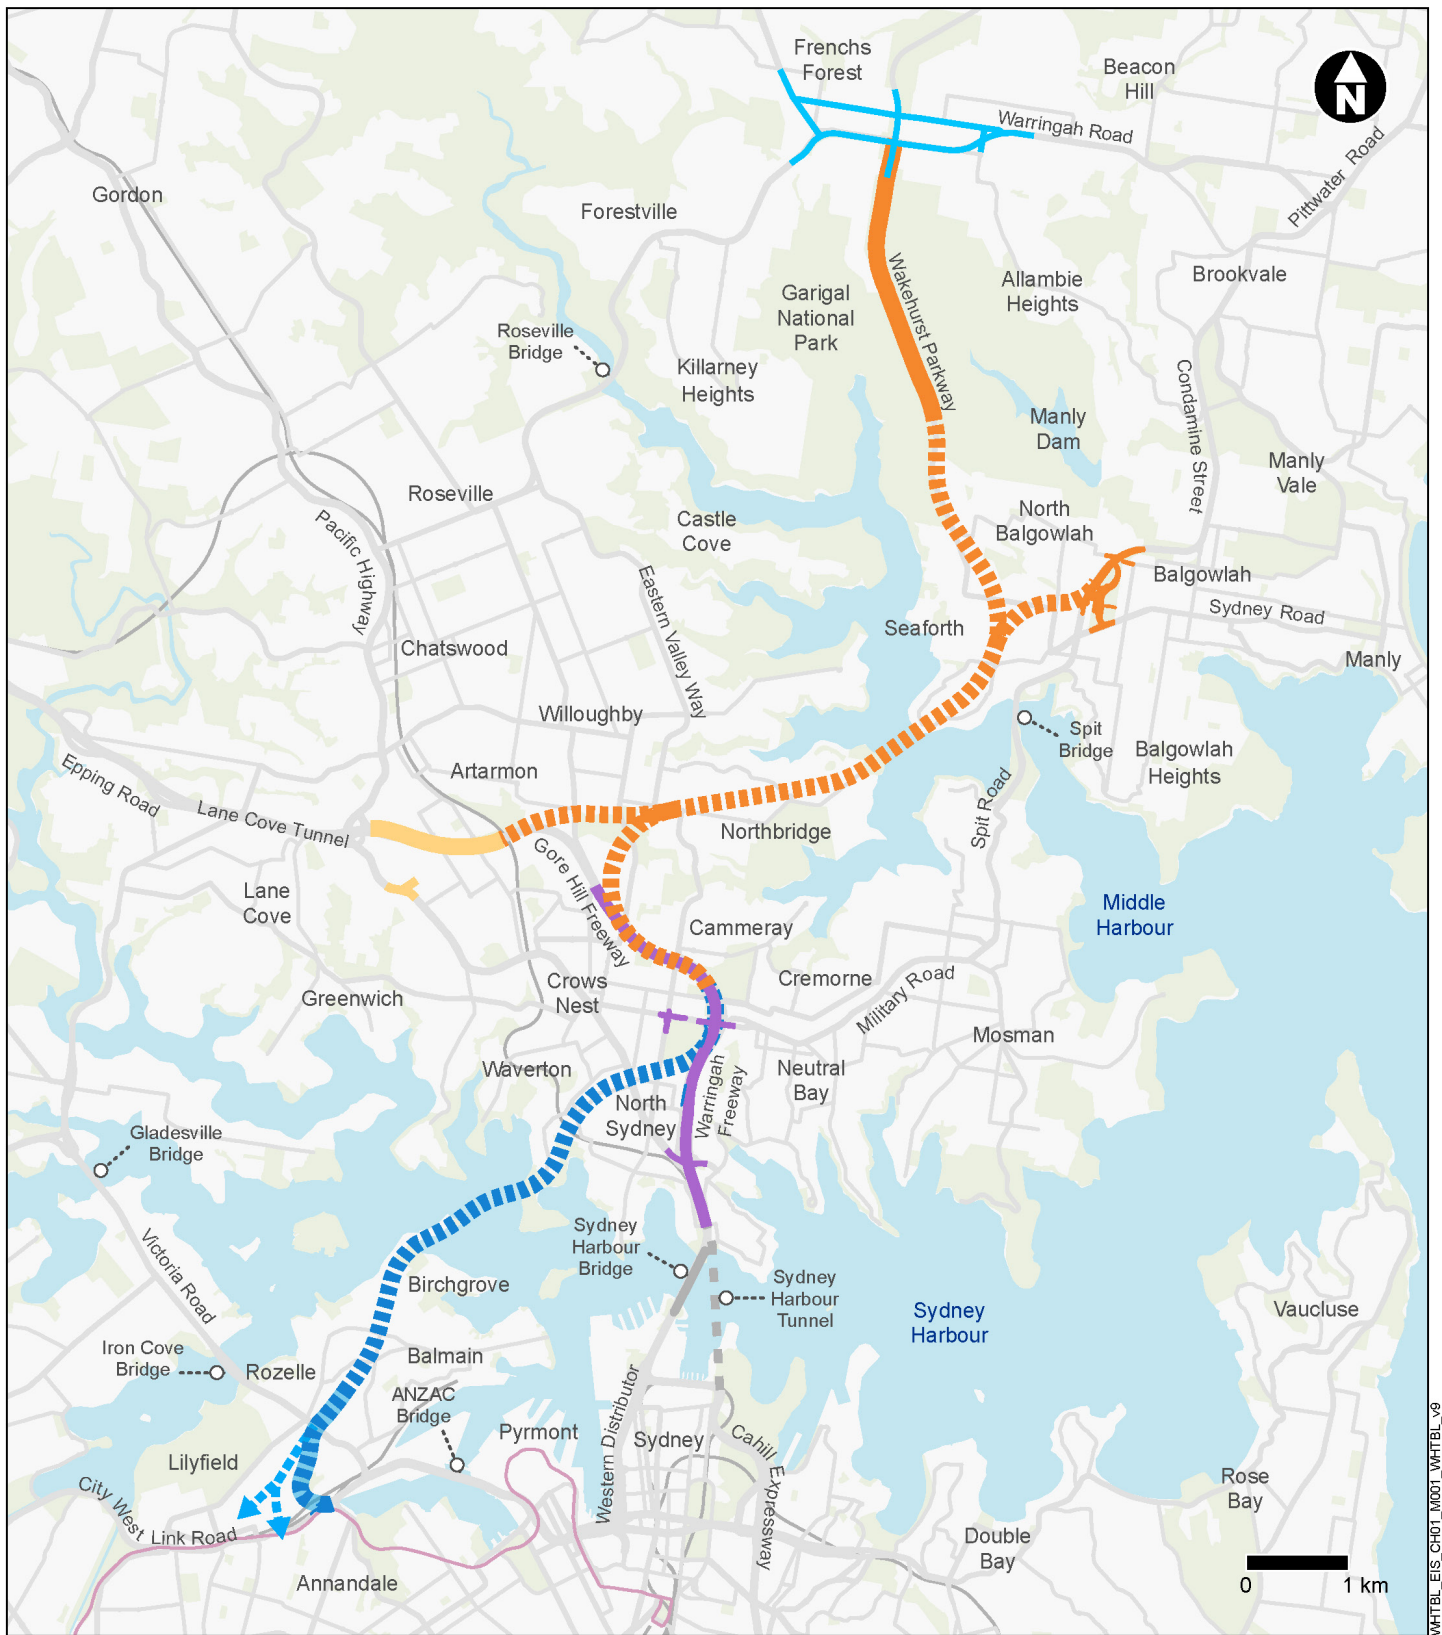 Frenchs
Forest
Beacon
Hill
N
Warringah Road
Pittwater Road
Gordon
Forestville
Wakehurst Parkway
Allambie
Heights
Brookvale
Garigal
National
Park
Roseville
Bridge
Killarney
Heights
Condamine Street
Manly
Dam
Manly
Vale
Roseville
Pacific Highway
Castle
Cove
North
Balgowlah
Eastern Valley Way
Balgowlah
Sydney Road
Seaforth
Chatswood
Manly
Willoughby
Spit
Bridge
Balgowlah
Heights
Epping Road
Artarmon
Spit Road
Lane Cove Tunnel
Northbridge
Gore Hill Freeway
Lane
Cove
Middle
Harbour
Cammeray
Crows
Nest
Cremorne
Military Road
Greenwich
Mosman
Waverton
Neutral
Bay
Warringah
Freeway
North
Sydney
Gladesville
Bridge
Victoria Road
Sydney
Harbour
Bridge
Birchgrove
Sydney
Harbour
Tunnel
Sydney
Harbour
Vaucluse
Iron Cove
Bridge
Rozelle
Balmain
ANZAC
Bridge
Western Distributor
Pyrmont
Sydney
Cahill Expressway
Lilyfield
City West
Link Road
Rose
Bay
Double
Bay
Annandale
0 1 km
WHTBL_EIS_CH01_M001_WHTBL_v9